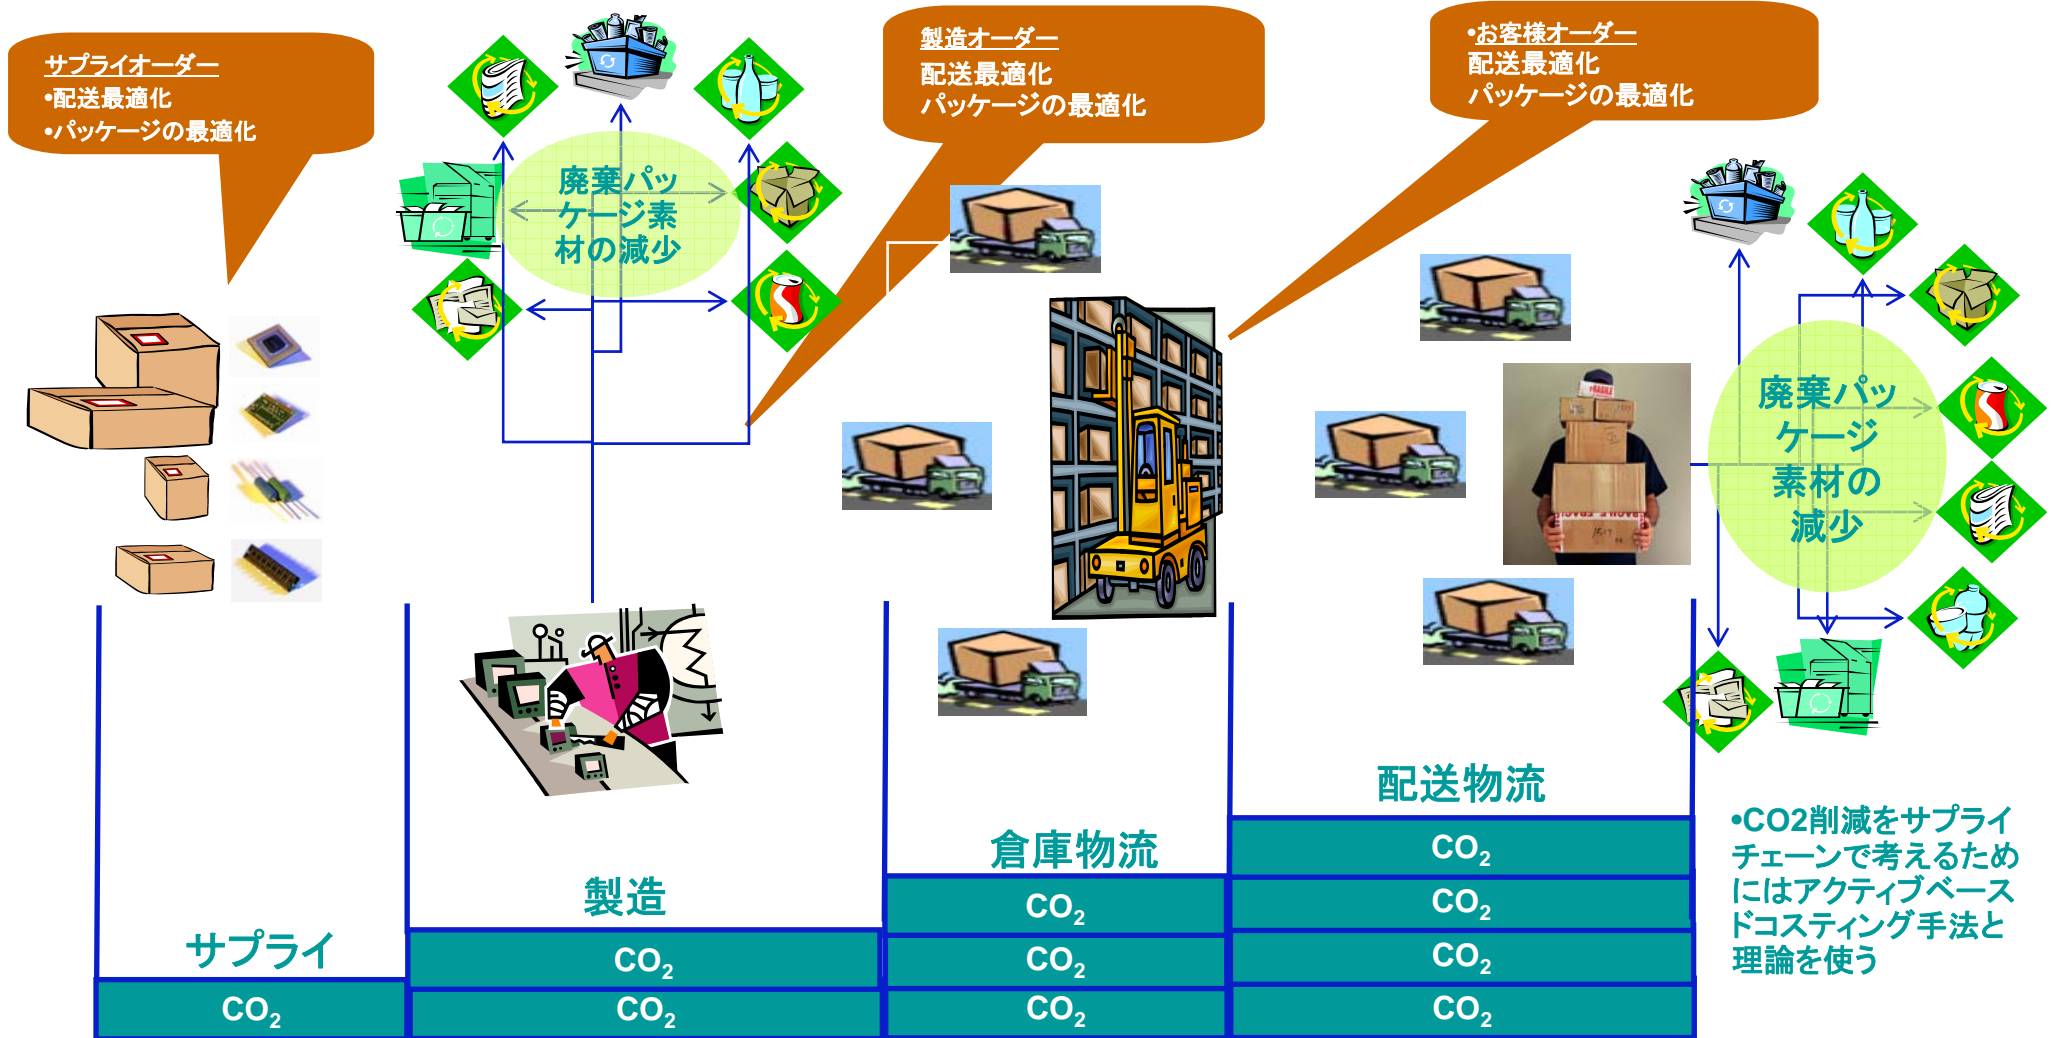 サプライオーダー
•配送最適化
•パッケージの最適化
製造オーダー
配送最適化
パッケージの最適化
•お客様オーダー
配送最適化
パッケージの最適化
廃棄パッ
ケージ素
材の減少
廃棄パッ
ケージ
素材の
減少
サプライ
CO2
製造
CO2
CO2
倉庫物流
CO2
CO2
CO2
配送物流
CO2
CO2
CO2
CO2
•CO2削減をサプライ
チェーンで考えるため
にはアクティブベース
ドコスティング手法と
理論を使う